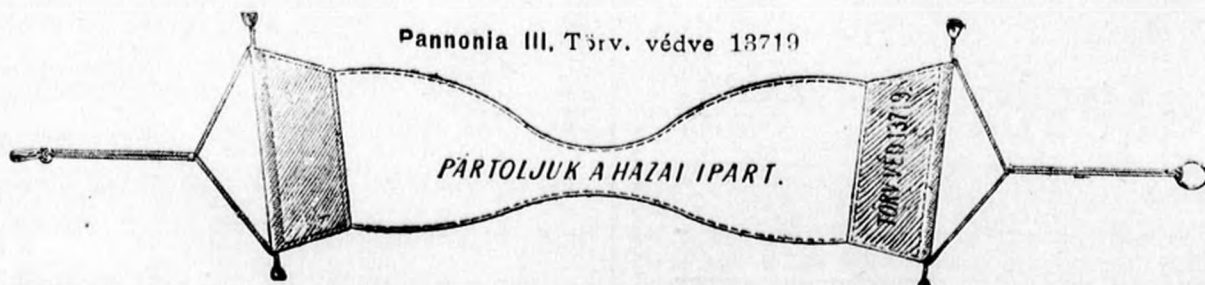 Pannonia III. Törv. védve 13719
PÁRTOLJUK A HAZAI IPART.
TÖRV. VÉD 13719.